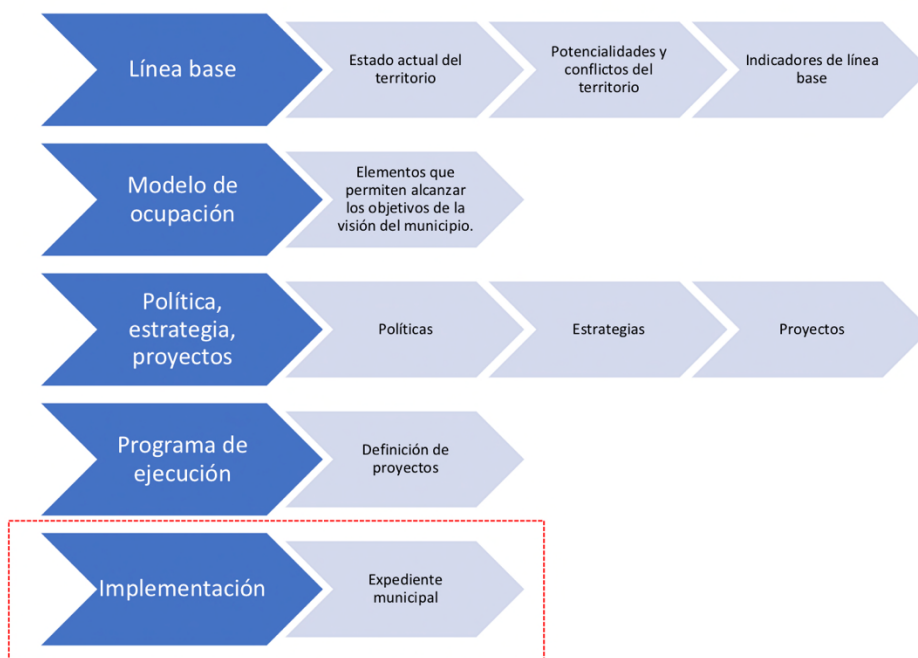 Línea base
Estado actual del
territorio
Potencialidades y
conflictos del
territorio
Indicadores de línea
base
Modelo de
ocupación
Elementos que
permiten alcanzar
los objetivos de la
visión del municipio.
Política,
estrategia,
proyectos
Políticas
Estrategias
Proyectos
Programa de
ejecución
Definición de
proyectos
Implementación
Expediente
municipal